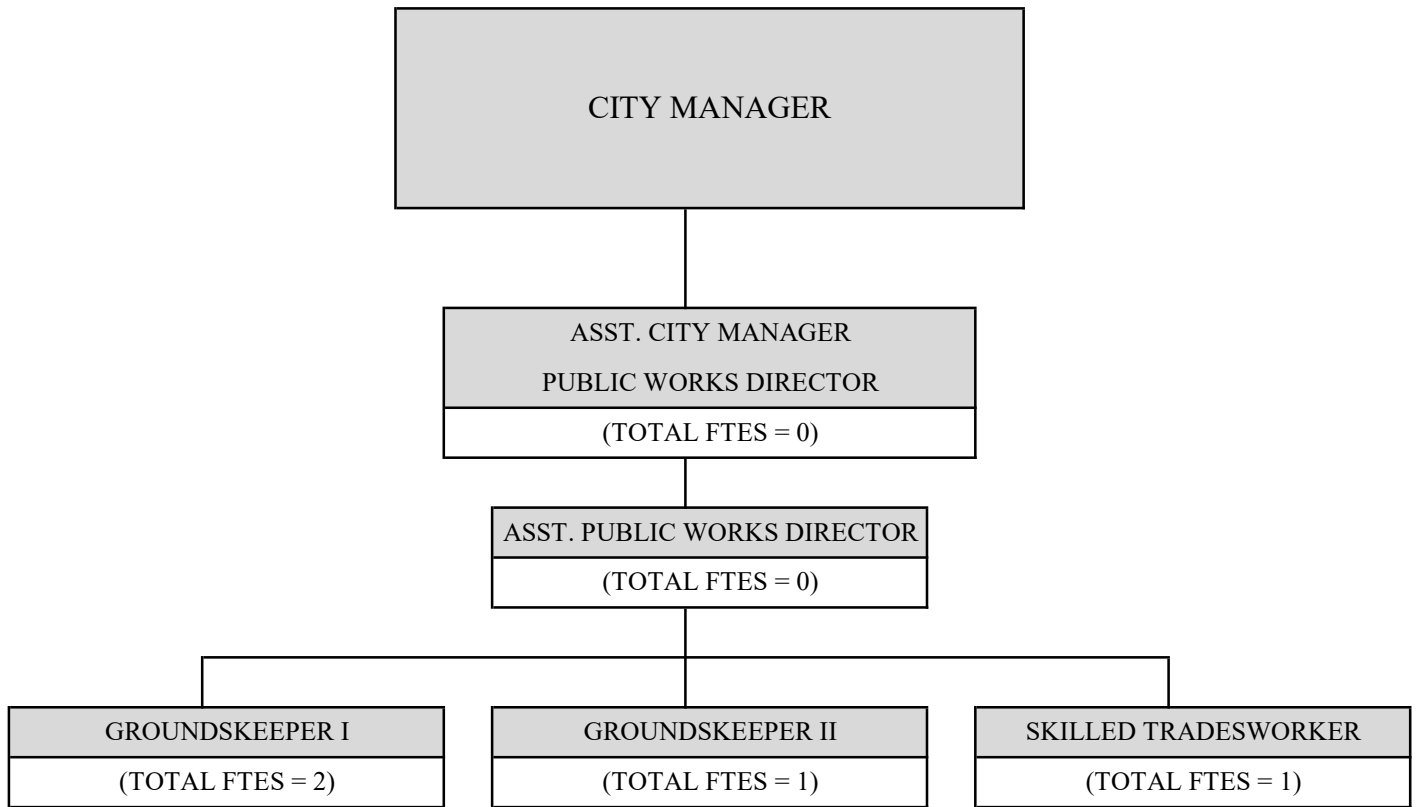 CITY MANAGER
ASST. CITY MANAGER
PUBLIC WORKS DIRECTOR
(TOTAL FTES = 0)
ASST. PUBLIC WORKS DIRECTOR
(TOTAL FTES = 0)
GROUNDSKEEPER I
(TOTAL FTES = 2)
GROUNDSKEEPER II
(TOTAL FTES = 1)
SKILLED TRADESWORKER
(TOTAL FTES = 1)